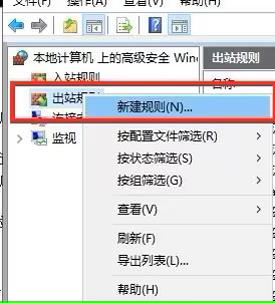 文件(F) 操作(A) 查看(V) 帮助(H)
本地计算机 上的高级安全 Win
入站规则
出站规则
连接
监视
出站规则
名称
新建规则(N)...
按配置文件筛选(R)
按状态筛选(S)
按组筛选(G)
查看(V)
刷新(F)
导出列表(L)...
帮助(H)